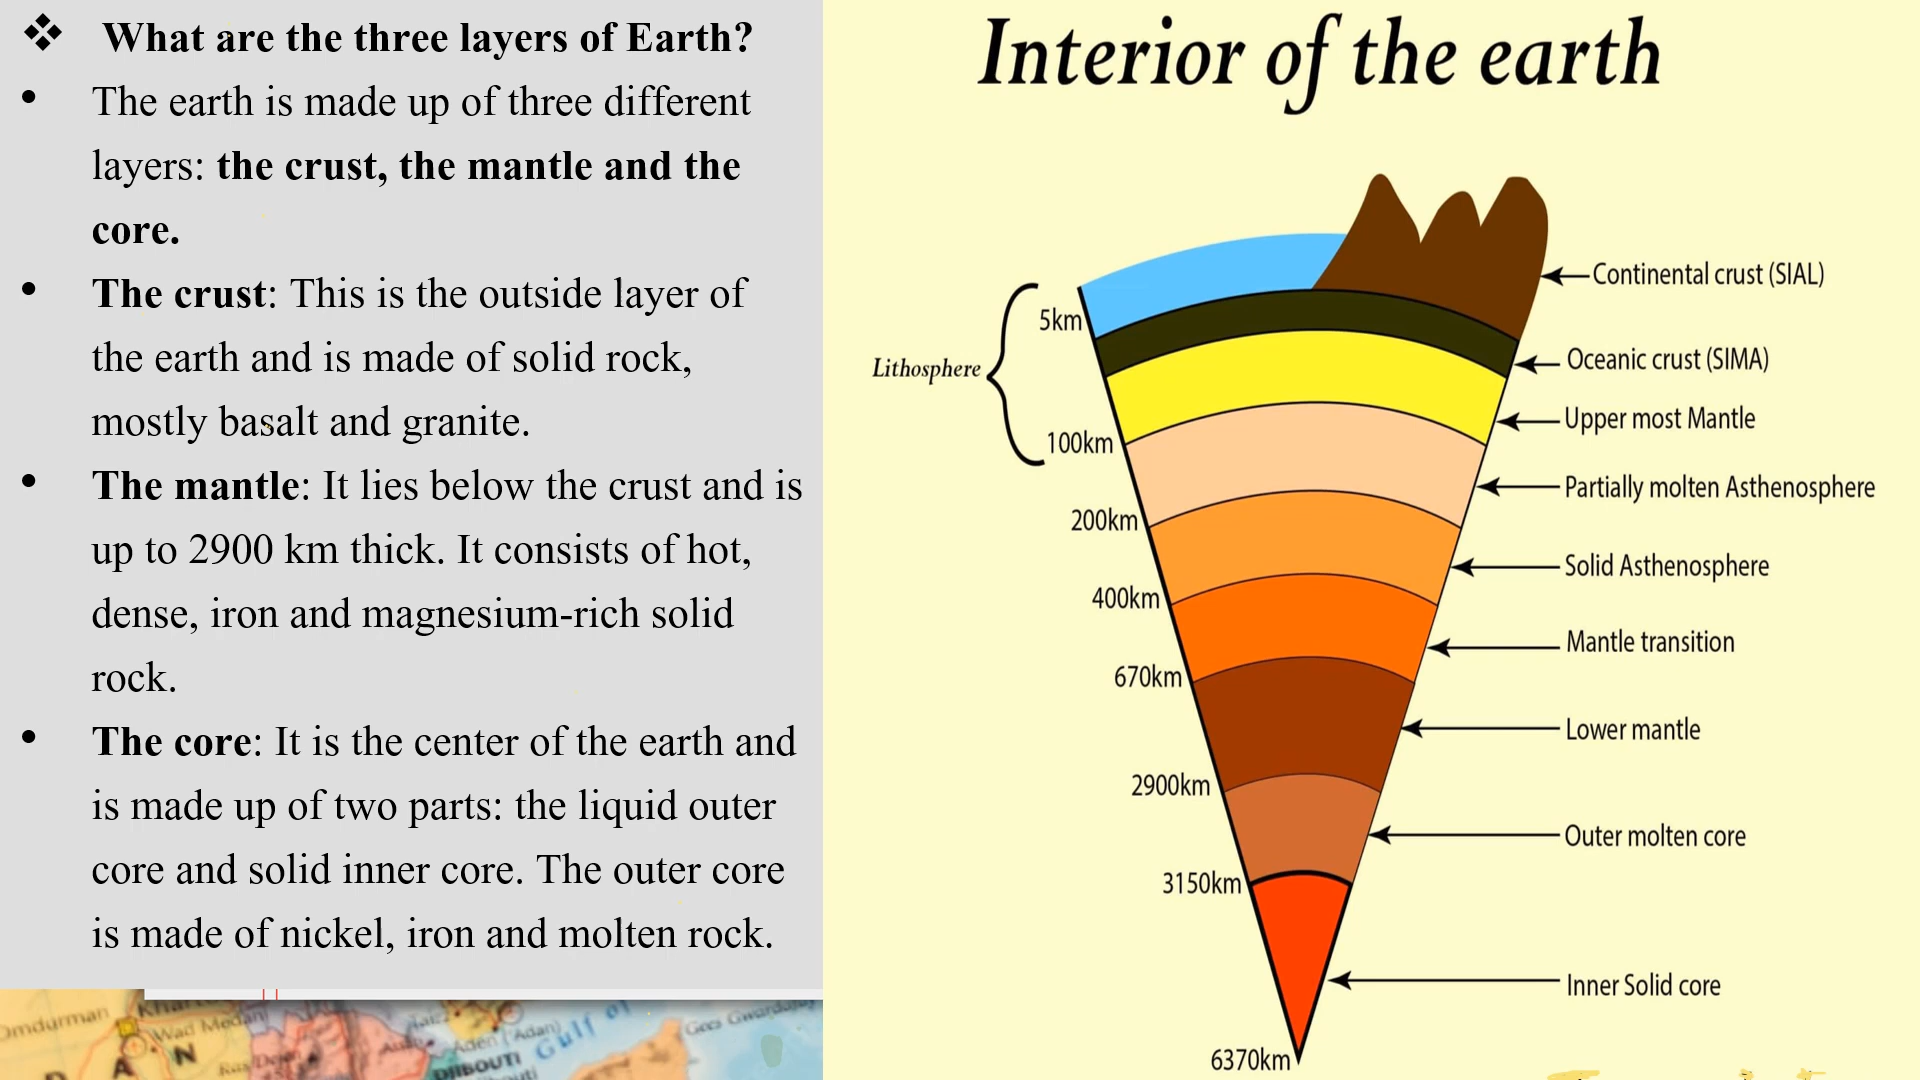 ❖ What are the three layers of Earth?
• The earth is made up of three different
layers: the crust, the mantle and the
core.
• The crust: This is the outside layer of
the earth and is made of solid rock,
mostly basalt and granite.
• The mantle: It lies below the crust and is
up to 2900 km thick. It consists of hot,
dense, iron and magnesium-rich solid
rock.
• The core: It is the center of the earth and
is made up of two parts: the liquid outer
core and solid inner core. The outer core
is made of nickel, iron and molten rock.
Interior of the earth
Continental crust (SIAL)
5km
Lithosphere
Oceanic crust (SIMA)
Upper most Mantle
100km
Partially molten Asthenosphere
200km
Solid Asthenosphere
400km
Mantle transition
670km
Lower mantle
2900km
Outer molten core
3150km
Inner Solid core
6370km
Omdurman
Wad Medani
Aden (Adan)
Gulf of
DJIBOUTI